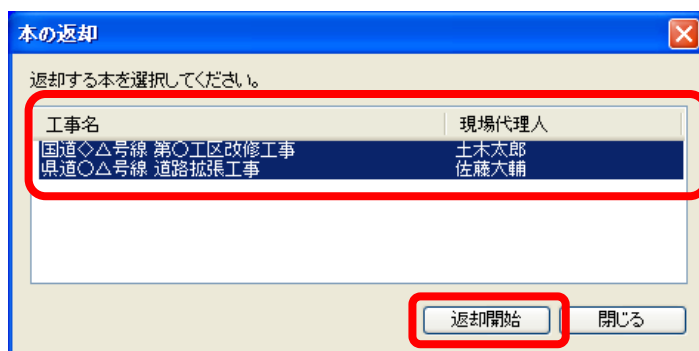 本の返却
返却する本を選択してください。
工事名 現場代理人
国道◇△号線 第○工区改修工事 土木太郎
県道○△号線 道路拡張工事 佐藤大輔
返却開始 閉じる